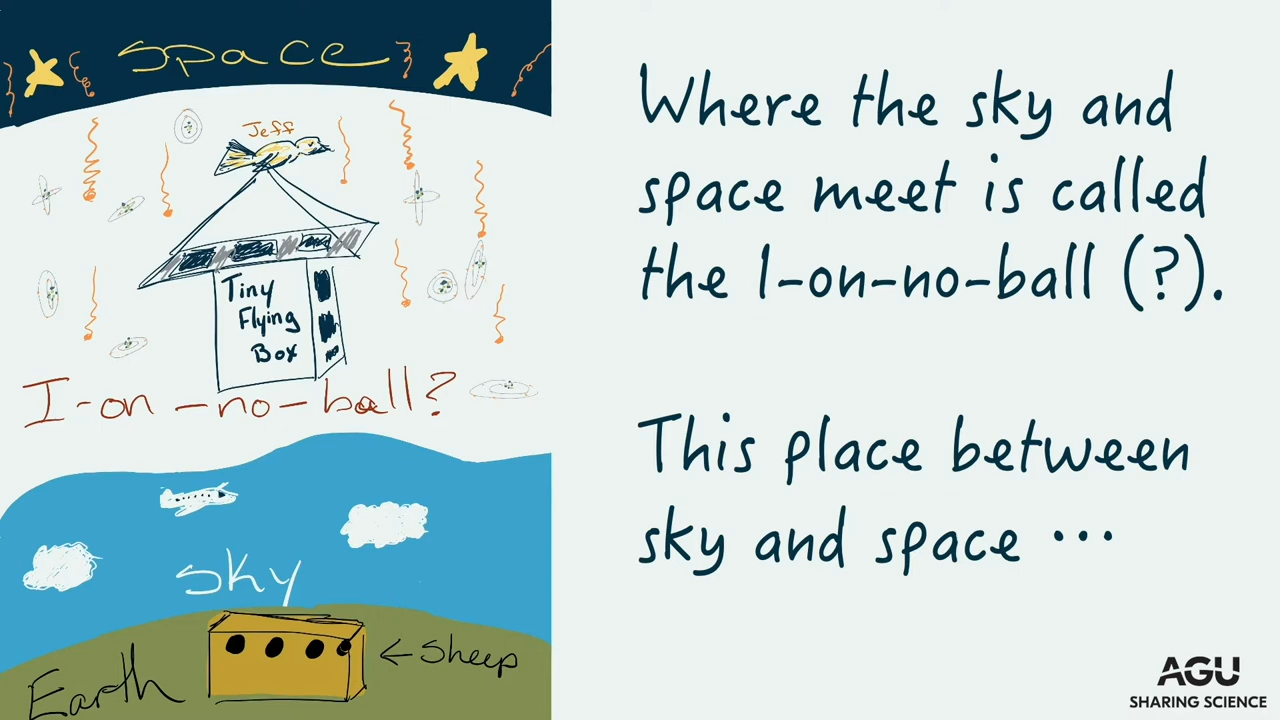 Space
Jeff
Tiny
Flying
Box
I-on-no-ball?
Sky
Earth
← Sheep
Where the sky and
space meet is called
the I-on-no-ball (?).
This place between
sky and space ...
AGU
SHARING SCIENCE